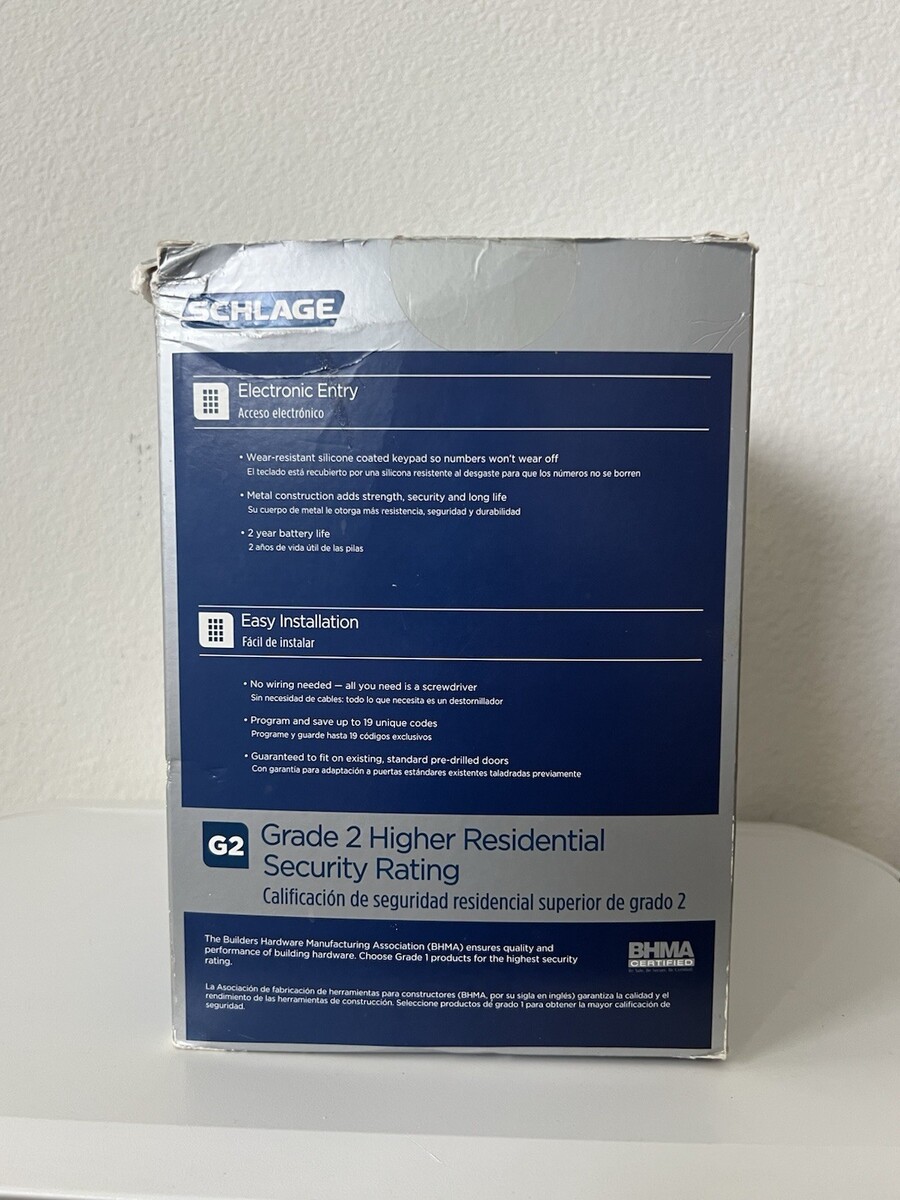 SCHLAGE
Electronic Entry
Acceso electrónico
• Wear-resistant silicone coated keypad so numbers won't wear off
El teclado está recubierto por una silicona resistente al desgaste para que los números no se borren
• Metal construction adds strength, security and long life
Su cuerpo de metal le otorga más resistencia, seguridad y durabilidad
• 2 year battery life
2 años de vida útil de las pilas
Easy Installation
Fácil de instalar
• No wiring needed — all you need is a screwdriver
Sin necesidad de cables: todo lo que necesita es un destornillador
• Program and save up to 19 unique codes
Programe y guarde hasta 19 códigos exclusivos
• Guaranteed to fit on existing, standard pre-drilled doors
Con garantía para adaptación a puertas estándares existentes taladradas previamente
G2
Grade 2 Higher Residential
Security Rating
Calificación de seguridad residencial superior de grado 2
The Builders Hardware Manufacturing Association (BHMA) ensures quality and
performance of building hardware. Choose Grade 1 products for the highest security
rating.
BHMA
CERTIFIED
La Asociación de fabricación de herramientas para constructores (BHMA, por su sigla en inglés) garantiza la calidad y el
rendimiento de las herramientas de construcción. Seleccione productos de grado 1 para obtener la mayor calificación de
seguridad.